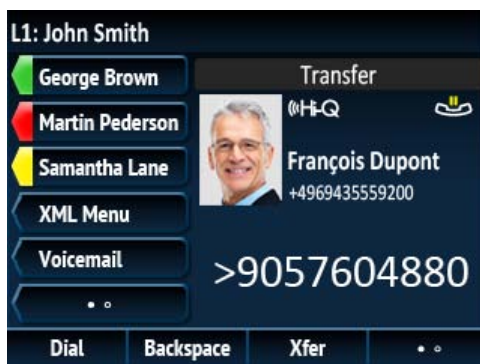 L1: John Smith
George Brown
Martin Pederson
Samantha Lane
XML Menu
Voicemail
Transfer
Hi-Q
François Dupont
+4969435559200
>9057604880
Dial Backspace Xfer